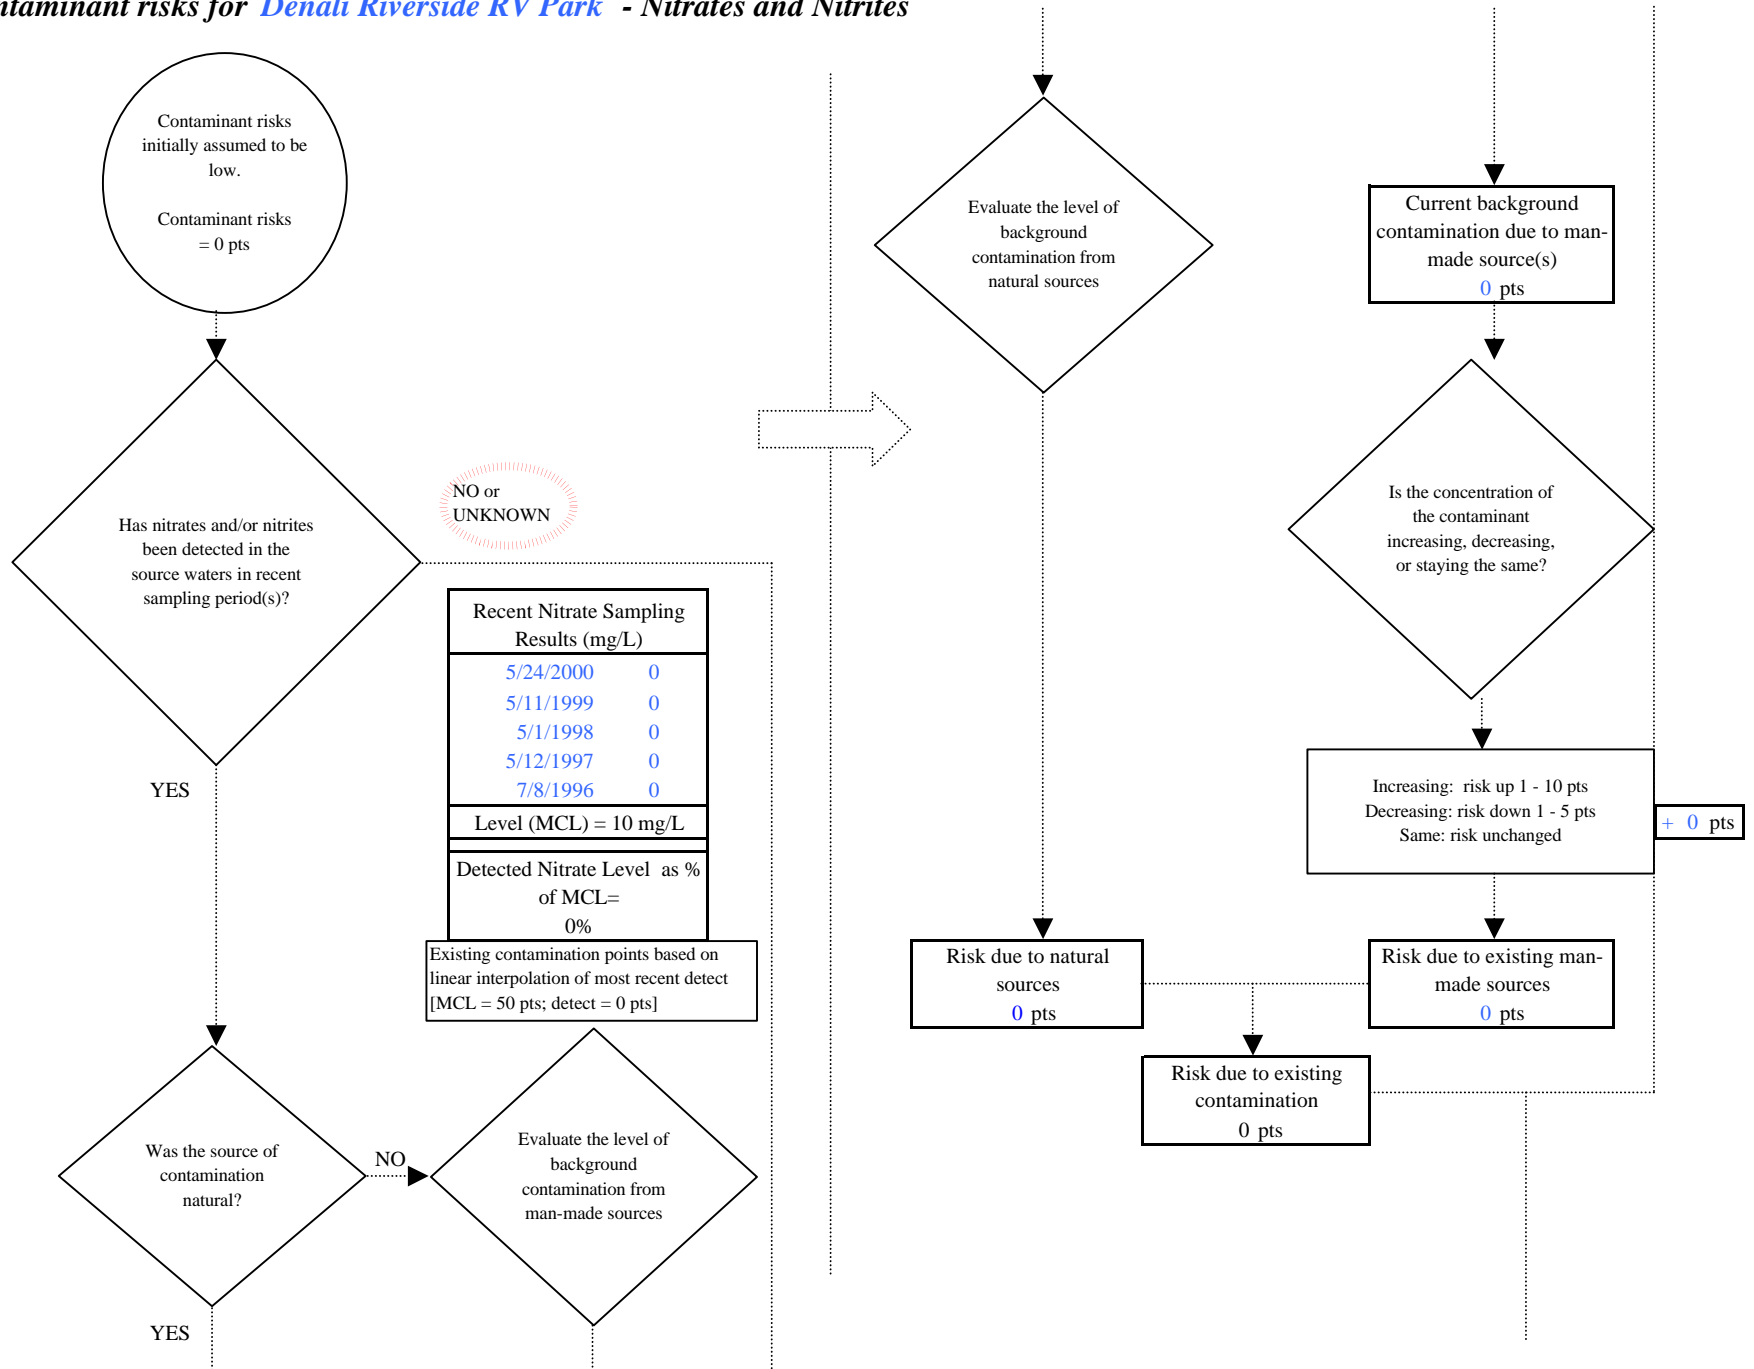 ntaminant risks for Denali Riverside RV Park - Nitrates and Nitrites
Contaminant risks
initially assumed to be
low.
Contaminant risks
= 0 pts
Has nitrates and/or nitrites
been detected in the
source waters in recent
sampling period(s)?
NO or
UNKNOWN
YES
Recent Nitrate Sampling
Results (mg/L)
5/24/2000 0
5/11/1999 0
5/1/1998 0
5/12/1997 0
7/8/1996 0
Level (MCL) = 10 mg/L
Detected Nitrate Level as %
of MCL=
0%
Existing contamination points based on
linear interpolation of most recent detect
[MCL = 50 pts; detect = 0 pts]
Was the source of
contamination
natural?
NO
YES
Evaluate the level of
background
contamination from
man-made sources
Evaluate the level of
background
contamination from
natural sources
Current background
contamination due to man-
made source(s)
0 pts
Is the concentration of
the contaminant
increasing, decreasing,
or staying the same?
Increasing: risk up 1 - 10 pts
Decreasing: risk down 1 - 5 pts
Same: risk unchanged
+ 0 pts
Risk due to natural
sources
0 pts
Risk due to existing man-
made sources
0 pts
Risk due to existing
contamination
0 pts